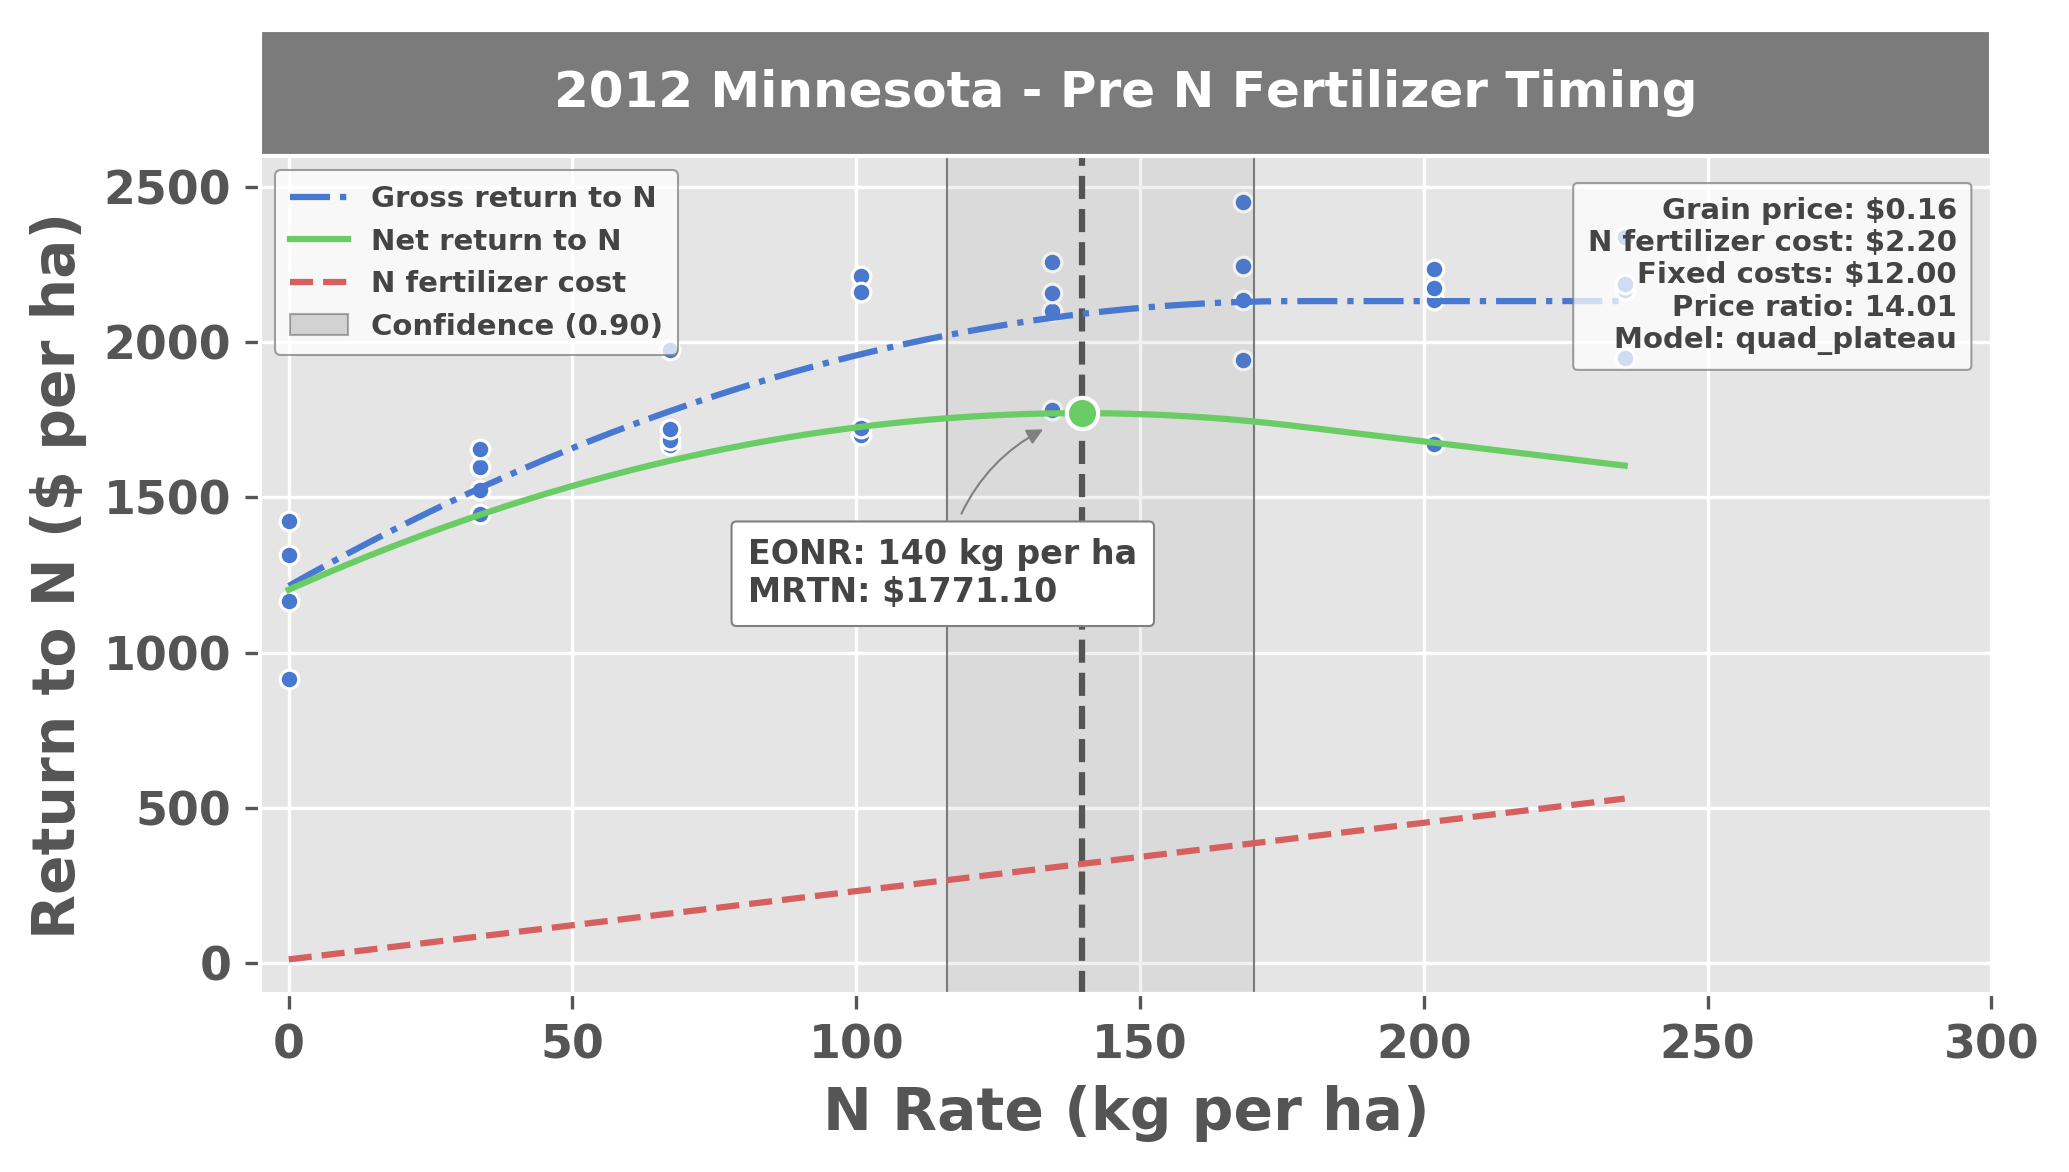 2012 Minnesota - Pre N Fertilizer Timing
Return to N ($ per ha)
2500
2000
1500
1000
500
0
Gross return to N
Net return to N
N fertilizer cost
Confidence (0.90)
Grain price: $0.16
N fertilizer cost: $2.20
Fixed costs: $12.00
Price ratio: 14.01
Model: quad_plateau
EONR: 140 kg per ha
MRTN: $1771.10
0 50 100 150 200 250 300
N Rate (kg per ha)